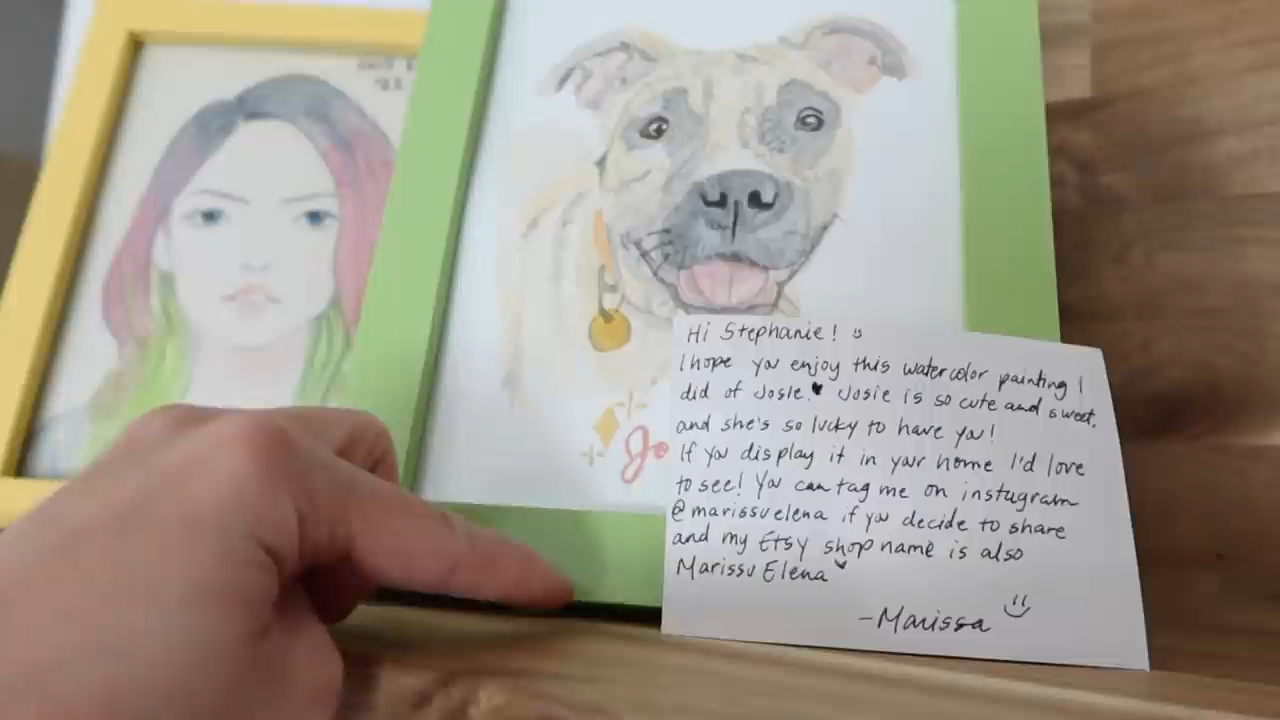 '22
Jo
Hi Stephanie! :)
I hope you enjoy this watercolor painting I
did of Josie.♥ Josie is so cute and sweet,
and she's so lucky to have you!
If you display it in your home I'd love
to see! You can tag me on instagram
@marissuelena if you decide to share
and my Etsy shop name is also
MarissuElena ♥
-Marissa :)